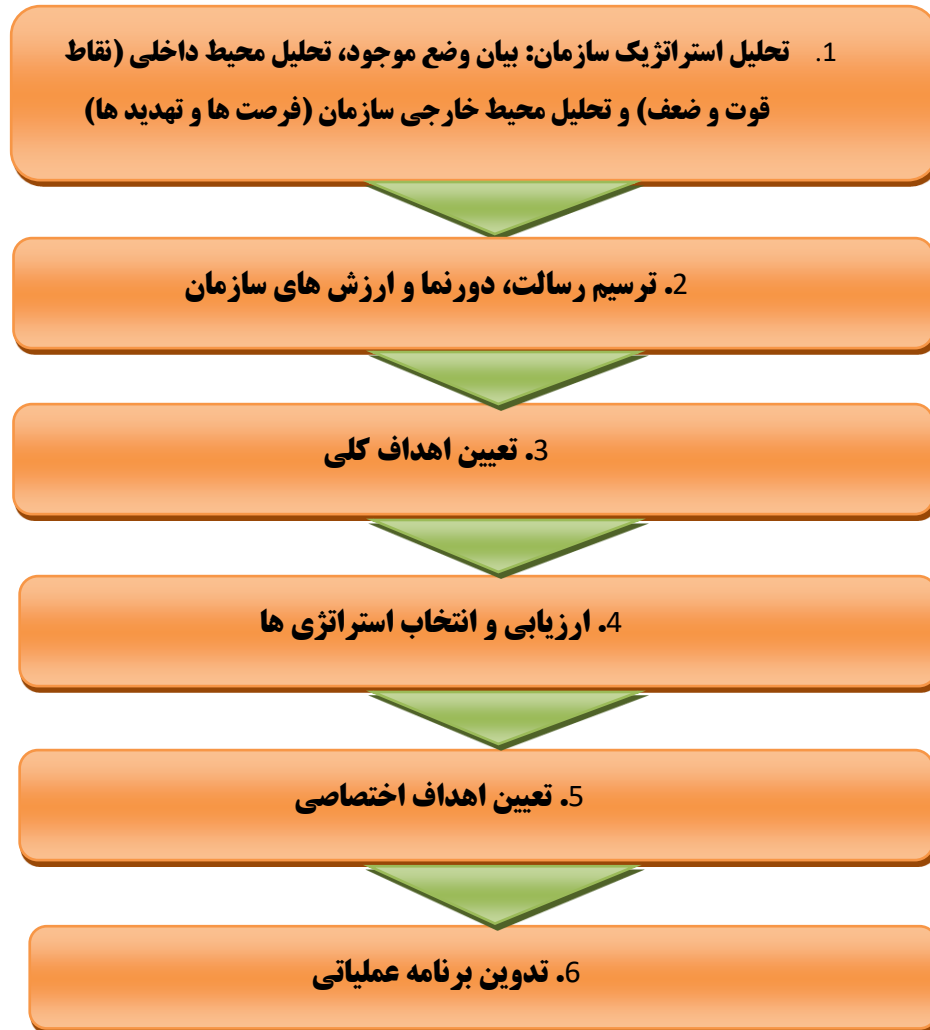 1. تحلیل استراتژیک سازمان: بیان وضع موجود، تحلیل محیط داخلی (نقاط
قوت و ضعف) و تحلیل محیط خارجی سازمان (فرصت ها و تهدید ها)
2. ترسیم رسالت، دورنما و ارزش های سازمان
3. تعیین اهداف کلی
4. ارزیابی و انتخاب استراتژی ها
5. تعیین اهداف اختصاصی
6. تدوین برنامه عملیاتی